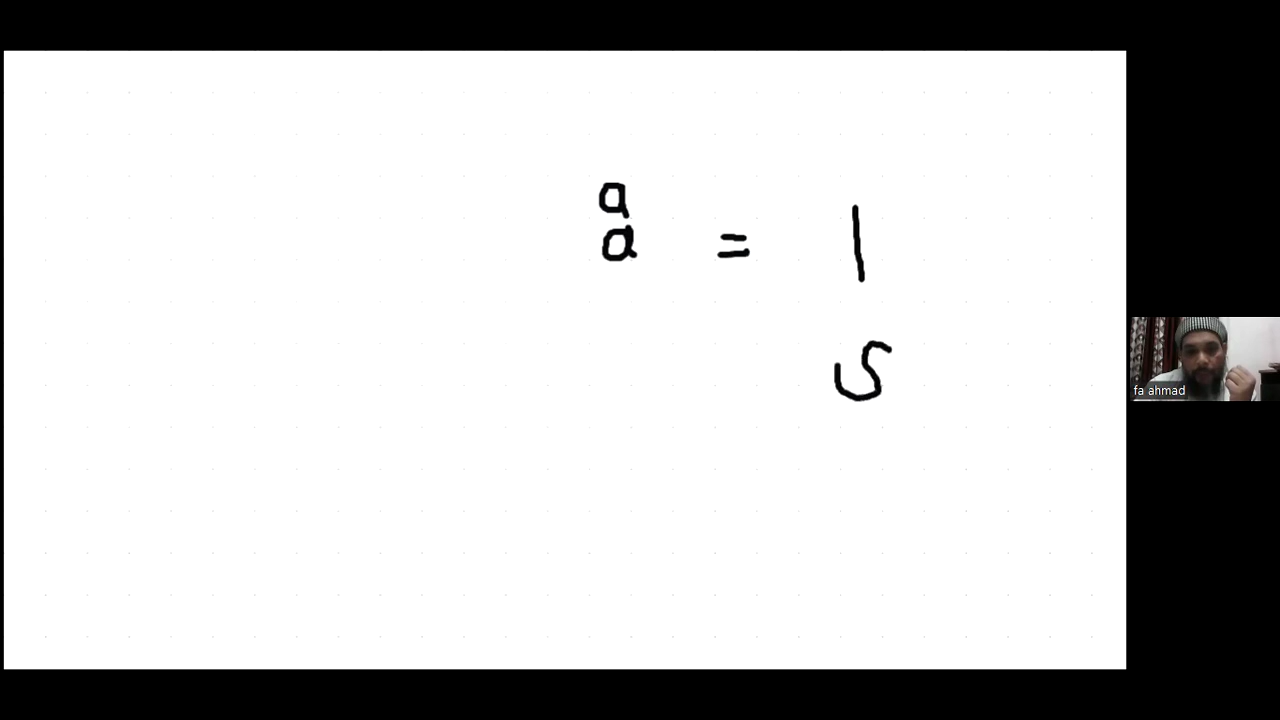 a
a = ا
ی
fa ahmad